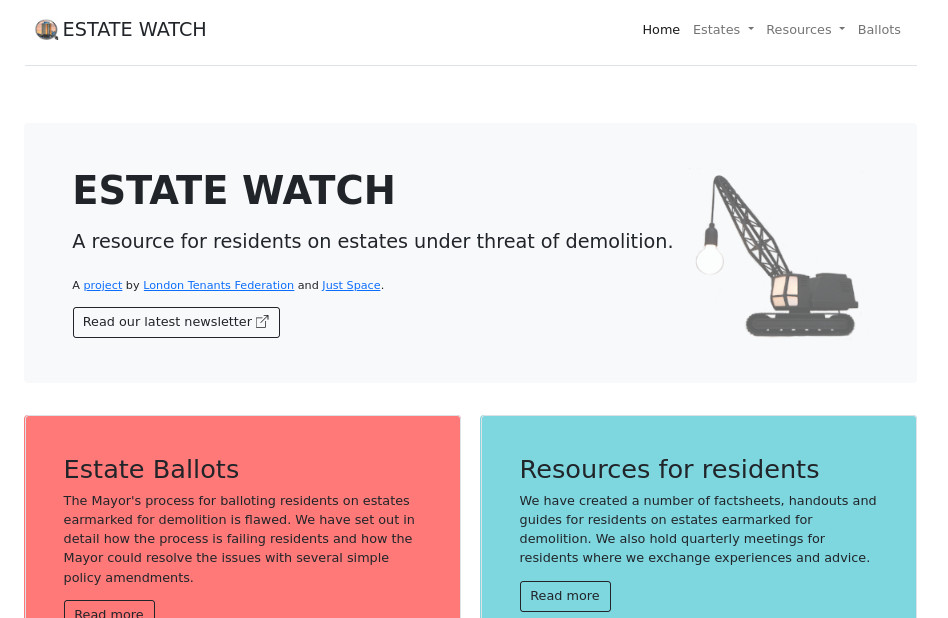 ESTATE WATCH
Home Estates Resources Ballots
ESTATE WATCH
A resource for residents on estates under threat of demolition.
A project by London Tenants Federation and Just Space.
Read our latest newsletter
Estate Ballots
The Mayor's process for balloting residents on estates
earmarked for demolition is flawed. We have set out in
detail how the process is failing residents and how the
Mayor could resolve the issues with several simple
policy amendments.
Read more
Resources for residents
We have created a number of factsheets, handouts and
guides for residents on estates earmarked for
demolition. We also hold quarterly meetings for
residents where we exchange experiences and advice.
Read more